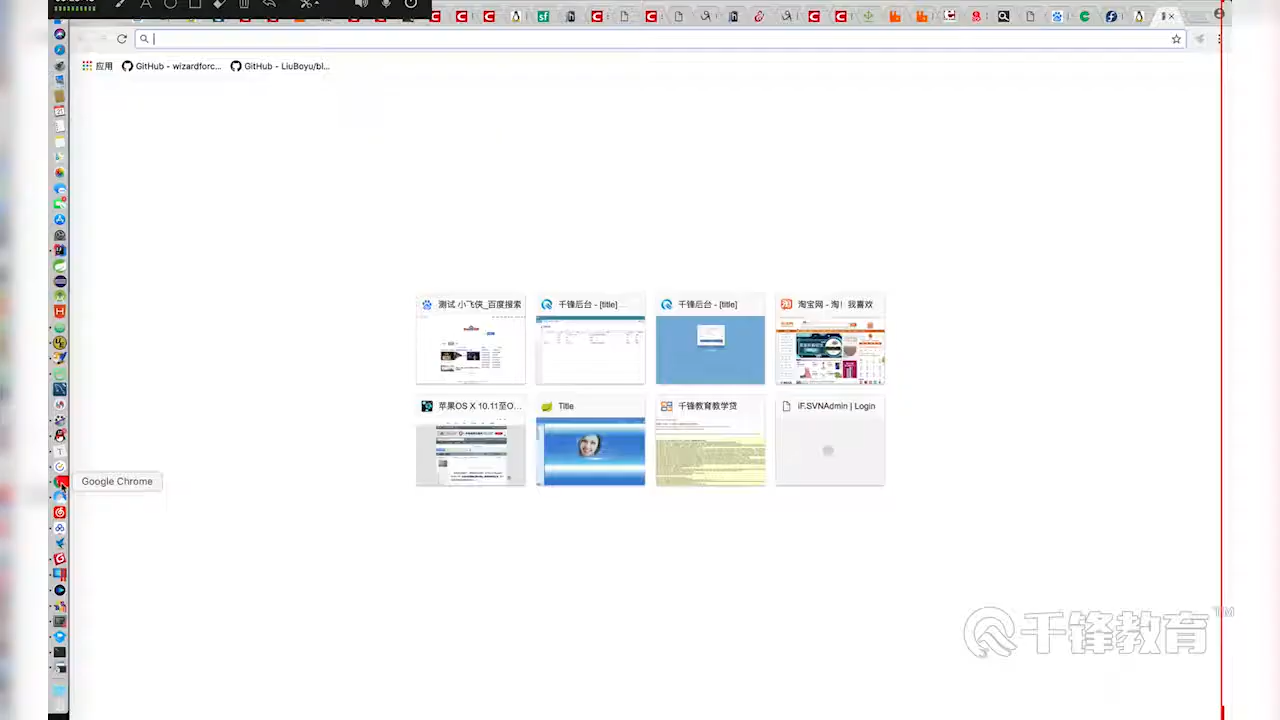 应用 GitHub - wizardforc... GitHub - LiuBoyu/bl...
测试 小飞侠_百度搜索 千锋后台 - [title]... 千锋后台 - [title] 淘宝网 - 淘！我喜欢
苹果OS X 10.11至O... Title 千锋教育教学贷 iF.SVNAdmin | Login
Google Chrome
千锋教育 TM